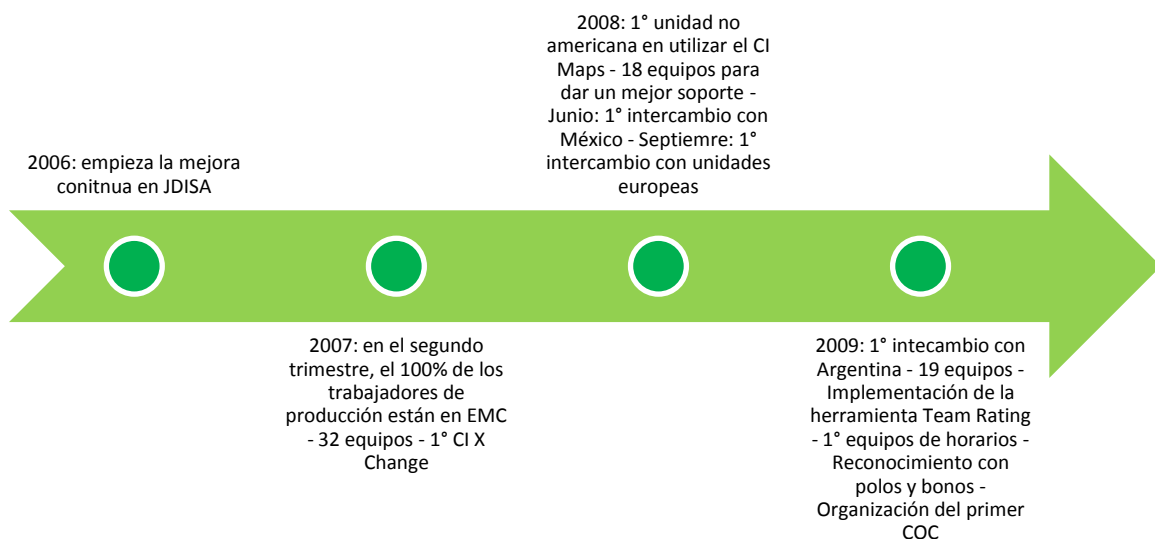 2006: empieza la mejora
conitnua en JDISA
2007: en el segundo
trimestre, el 100% de los
trabajadores de
producción están en EMC
- 32 equipos - 1° CI X
Change
2008: 1° unidad no
americana en utilizar el CI
Maps - 18 equipos para
dar un mejor soporte -
Junio: 1° intercambio con
México - Septiemre: 1°
intercambio con unidades
europeas
2009: 1° intecambio con
Argentina - 19 equipos -
Implementación de la
herramienta Team Rating
- 1° equipos de horarios -
Reconocimiento con
polos y bonos -
Organización del primer
COC